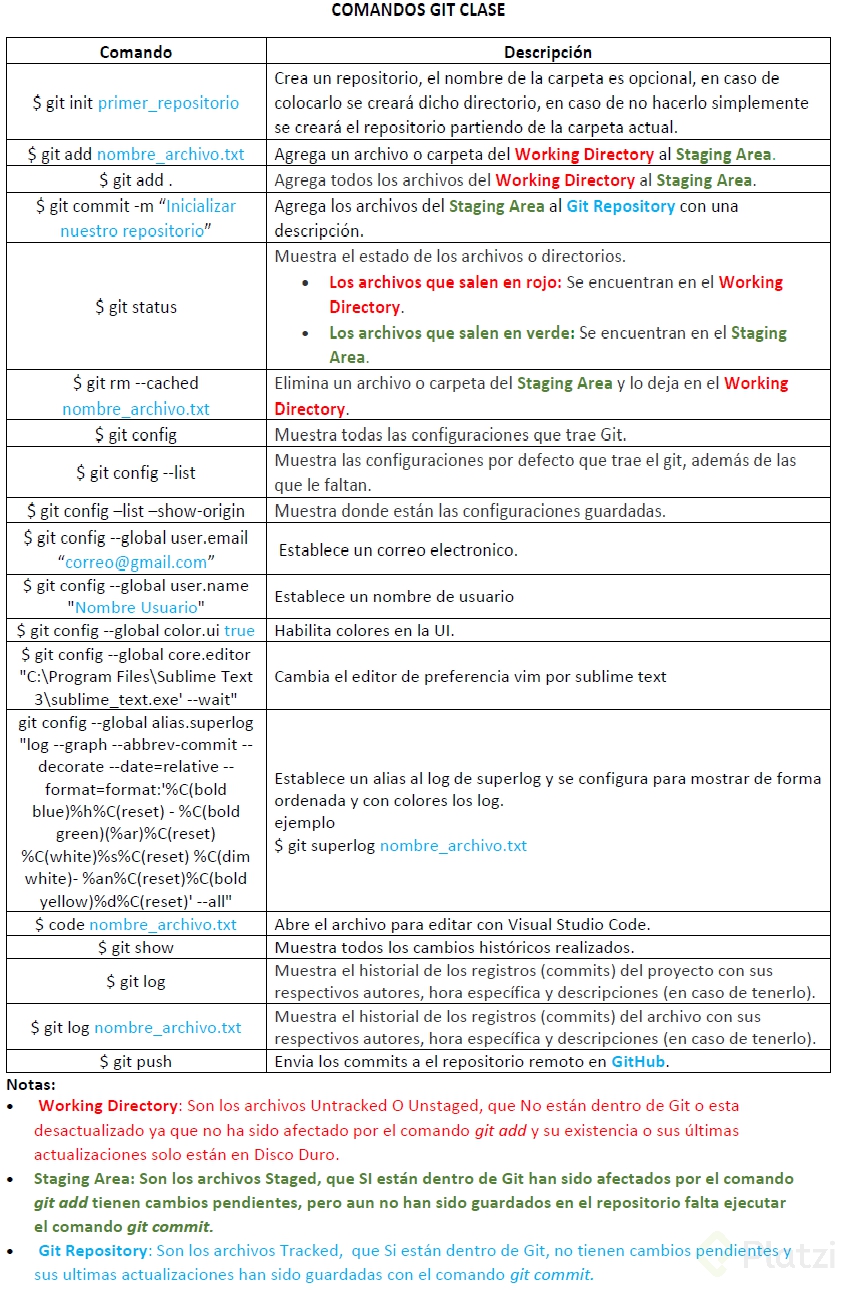 COMANDOS GIT CLASE
Comando
Descripción
$ git init primer_repositorio
Crea un repositorio, el nombre de la carpeta es opcional, en caso de
colocarlo se creará dicho directorio, en caso de no hacerlo simplemente
se creará el repositorio partiendo de la carpeta actual.
$ git add nombre_archivo.txt
Agrega un archivo o carpeta del Working Directory al Staging Area.
$ git add .
Agrega todos los archivos del Working Directory al Staging Area.
$ git commit -m “Inicializar
nuestro repositorio”
Agrega los archivos del Staging Area al Git Repository con una
descripción.
$ git status
Muestra el estado de los archivos o directorios.
• Los archivos que salen en rojo: Se encuentran en el Working
Directory.
• Los archivos que salen en verde: Se encuentran en el Staging
Area.
$ git rm --cached
nombre_archivo.txt
Elimina un archivo o carpeta del Staging Area y lo deja en el Working
Directory.
$ git config
Muestra todas las configuraciones que trae Git.
$ git config --list
Muestra las configuraciones por defecto que trae el git, además de las
que le faltan.
$ git config –list –show-origin
Muestra donde están las configuraciones guardadas.
$ git config --global user.email
“correo@gmail.com”
Establece un correo electronico.
$ git config --global user.name
"Nombre Usuario"
Establece un nombre de usuario
$ git config --global color.ui true
Habilita colores en la UI.
$ git config --global core.editor
"C:\Program Files\Sublime Text
3\sublime_text.exe' --wait"
Cambia el editor de preferencia vim por sublime text
git config --global alias.superlog
"log --graph --abbrev-commit --
decorate --date=relative --
format=format:'%C(bold
blue)%h%C(reset) - %C(bold
green)(%ar)%C(reset)
%C(white)%s%C(reset) %C(dim
white)- %an%C(reset)%C(bold
yellow)%d%C(reset)' --all"
Establece un alias al log de superlog y se configura para mostrar de forma
ordenada y con colores los log.
ejemplo
$ git superlog nombre_archivo.txt
$ code nombre_archivo.txt
Abre el archivo para editar con Visual Studio Code.
$ git show
Muestra todos los cambios históricos realizados.
$ git log
Muestra el historial de los registros (commits) del proyecto con sus
respectivos autores, hora específica y descripciones (en caso de tenerlo).
$ git log nombre_archivo.txt
Muestra el historial de los registros (commits) del archivo con sus
respectivos autores, hora específica y descripciones (en caso de tenerlo).
$ git push
Envia los commits a el repositorio remoto en GitHub.
Notas:
• Working Directory: Son los archivos Untracked O Unstaged, que No están dentro de Git o esta
desactualizado ya que no ha sido afectado por el comando git add y su existencia o sus últimas
actualizaciones solo están en Disco Duro.
• Staging Area: Son los archivos Staged, que SI están dentro de Git han sido afectados por el comando
git add tienen cambios pendientes, pero aun no han sido guardados en el repositorio falta ejecutar
el comando git commit.
• Git Repository: Son los archivos Tracked, que Si están dentro de Git, no tienen cambios pendientes y
sus ultimas actualizaciones han sido guardadas con el comando git commit.
Platzi